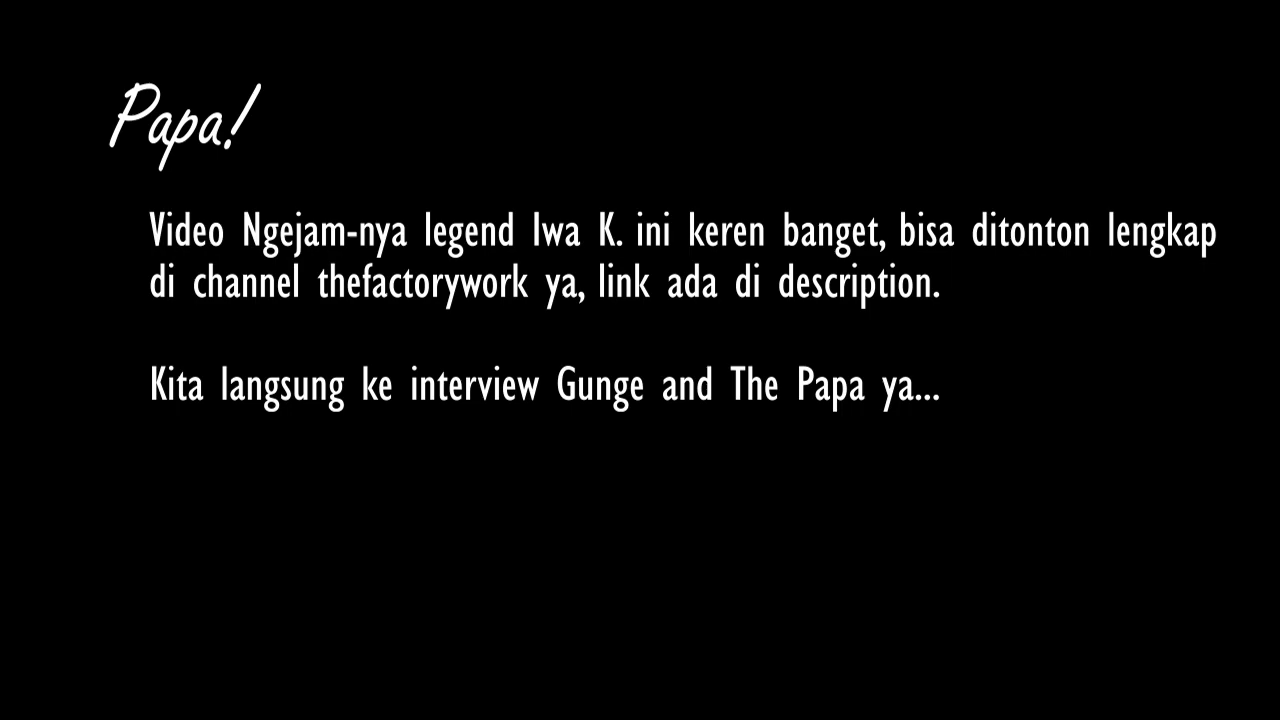 Papa!
Video Ngejam-nya legend Iwa K. ini keren banget, bisa ditonton lengkap
di channel thefactorywork ya, link ada di description.
Kita langsung ke interview Gunge and The Papa ya...